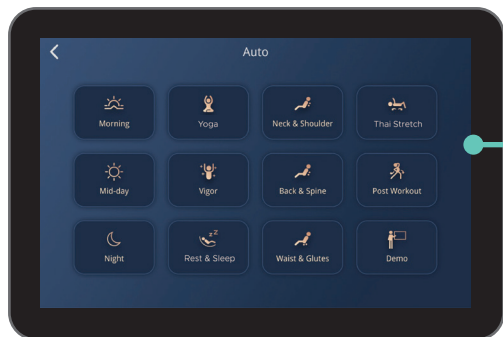 Auto
Morning
Yoga
Neck & Shoulder
Thai Stretch
Mid-day
Vigor
Back & Spine
Post Workout
Night
Rest & Sleep
Waist & Glutes
Demo